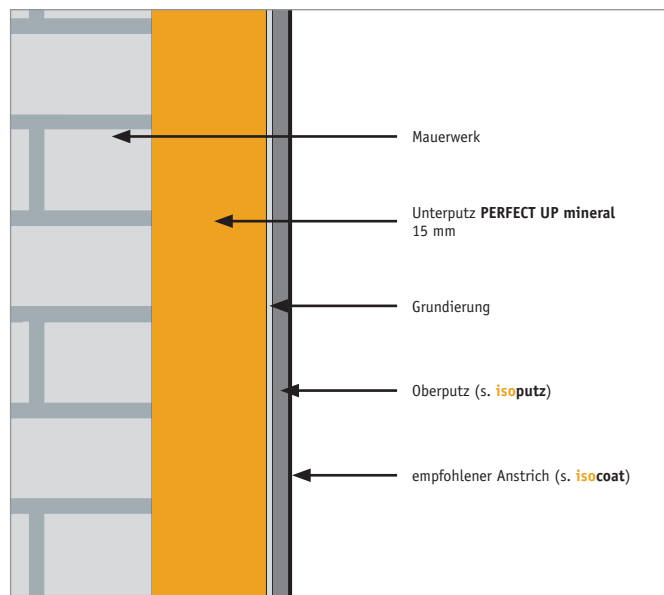 Mauerwerk
Unterputz PERFECT UP mineral
15 mm
Grundierung
Oberputz (s. isoputz)
empfohlener Anstrich (s. isocoat)